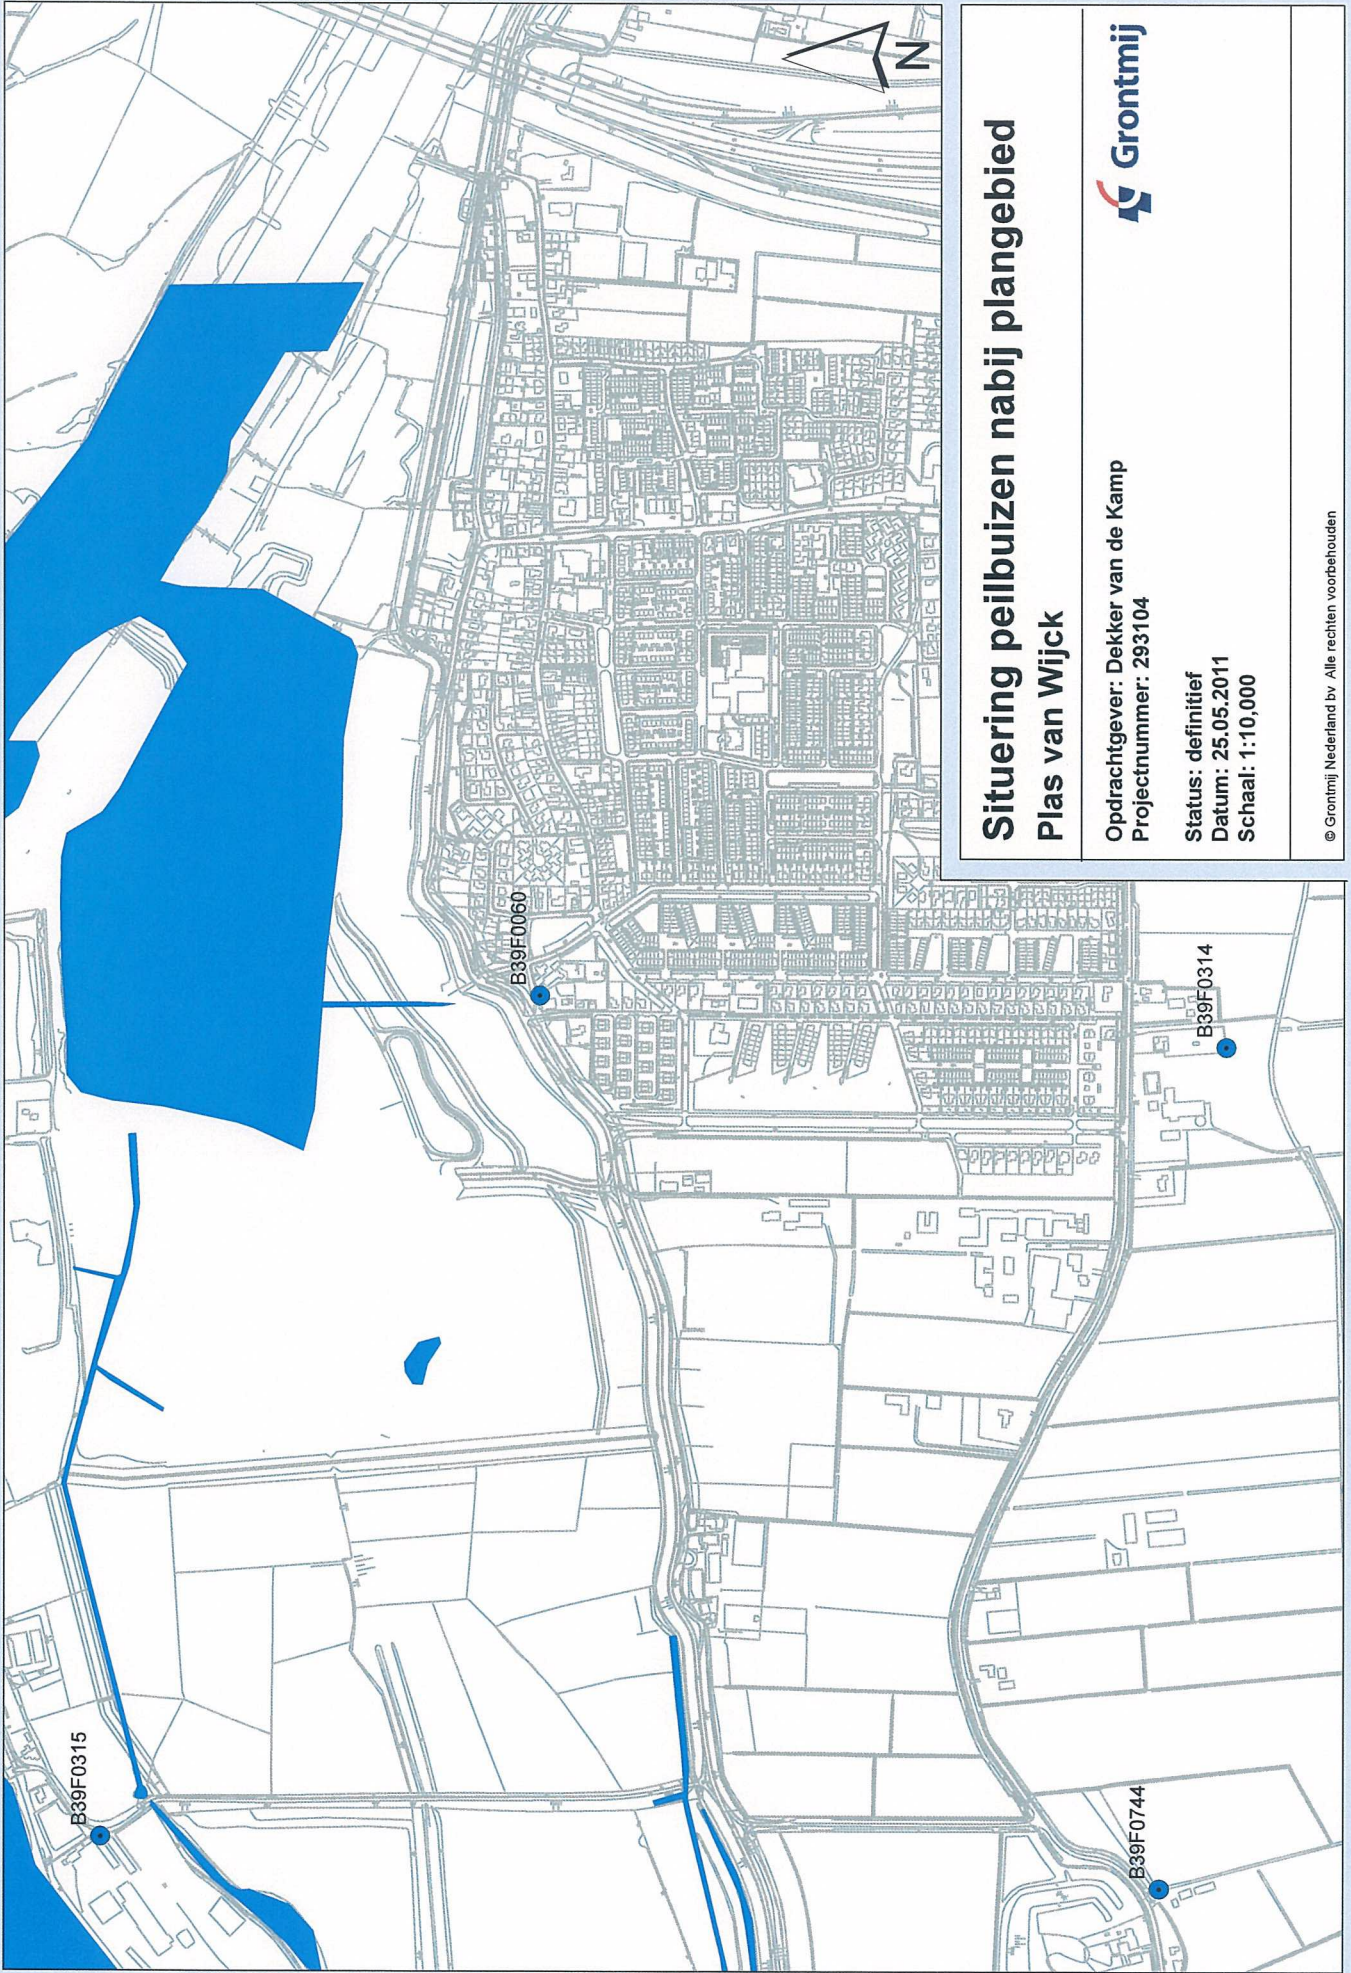 B39F0315
B39F0060
B39F0314
B39F0744
N
Situering peilbuizen nabij plangebied
Plas van Wijck
Opdrachtgever: Dekker van de Kamp
Projectnummer: 293104
Grontmij
Status: definitief
Datum: 25.05.2011
Schaal: 1:10,000
© Grontmij Nederland bv Alle rechten voorbehouden